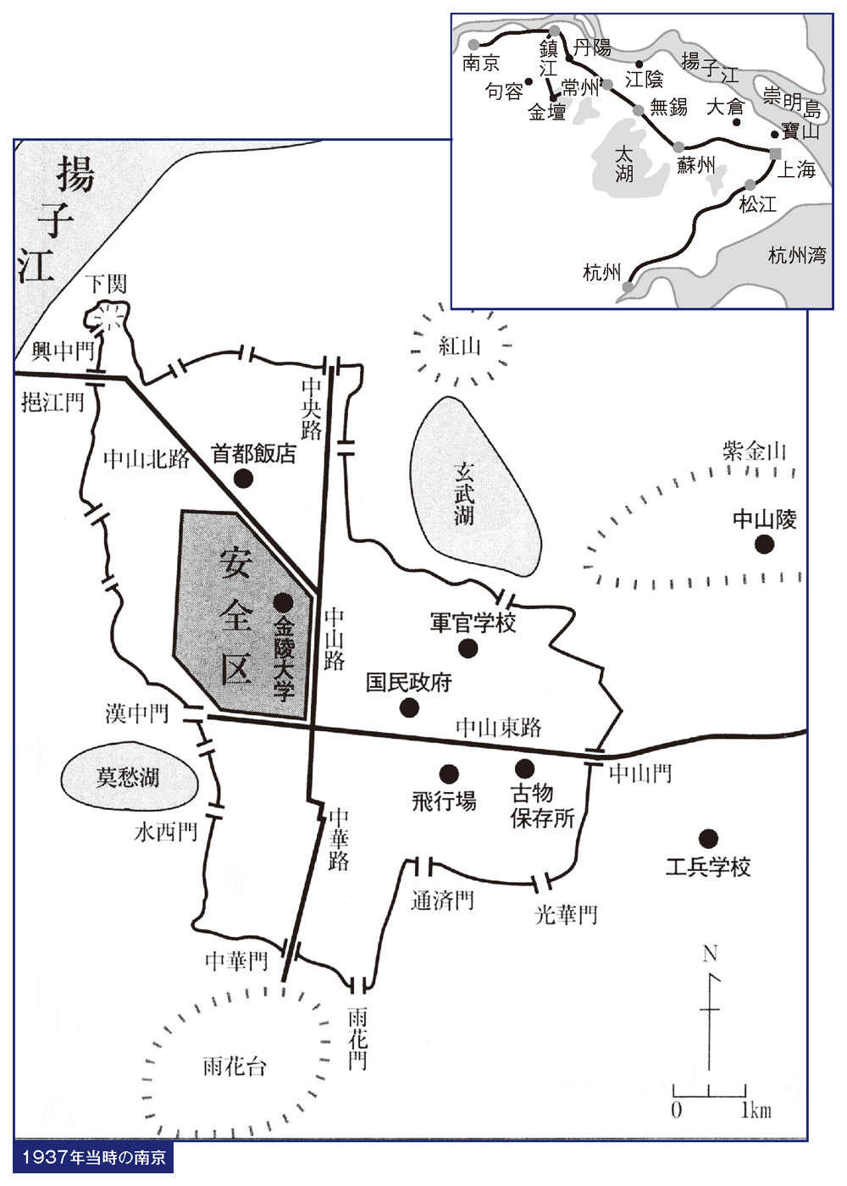 南京
鎮江
丹陽
句容
金壇
常州
江陰
揚子江
無錫
大倉
崇明島
寶山
太湖
蘇州
上海
松江
杭州
杭州湾
揚子江
下関
興中門
挹江門
中山北路
首都飯店
中央路
紅山
玄武湖
紫金山
中山陵
安全区
金陵大学
中山路
軍官学校
国民政府
漢中門
中山東路
中山門
莫愁湖
水西門
飛行場
古物
保存所
中華路
工兵学校
通済門
光華門
中華門
雨花門
雨花台
N
0 1km
1937年当時の南京